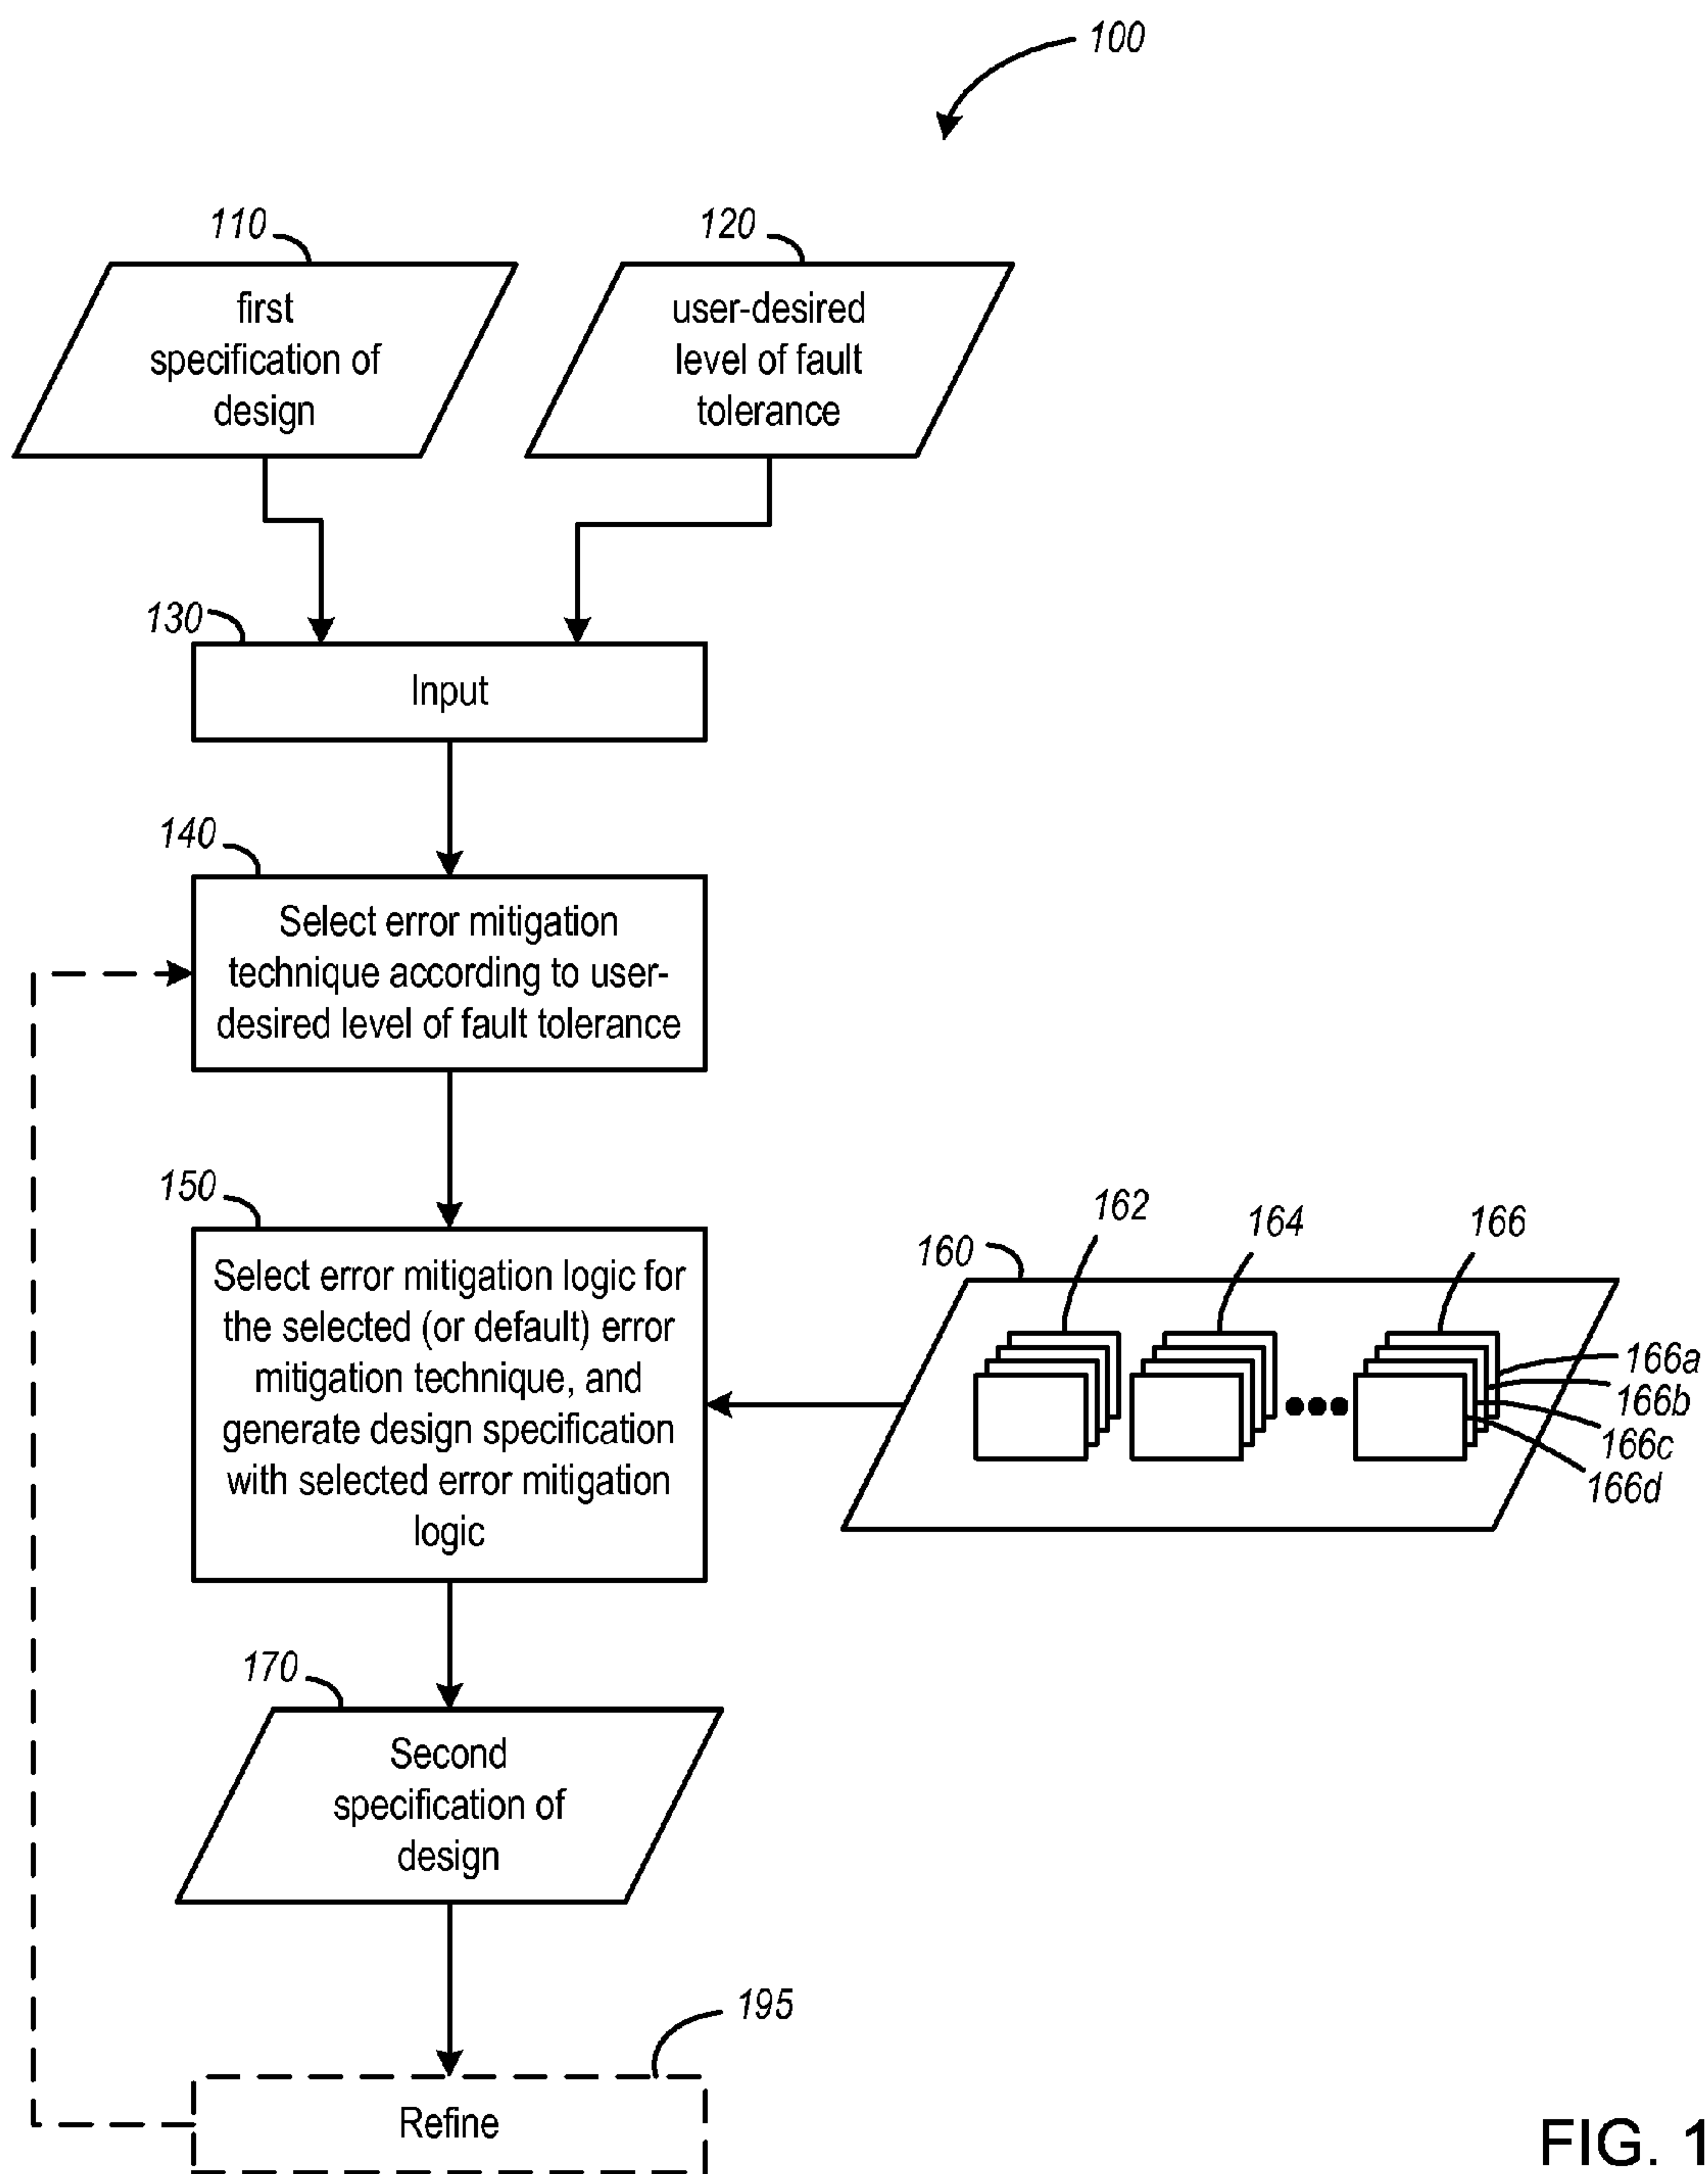 100
110
120
first
specification of
design
user-desired
level of fault
tolerance
130
Input
140
Select error mitigation
technique according to user-
desired level of fault tolerance
150
Select error mitigation logic for
the selected (or default) error
mitigation technique, and
generate design specification
with selected error mitigation
logic
160
162
164
166
166a
166b
166c
166d
170
Second
specification of
design
195
Refine
FIG. 1